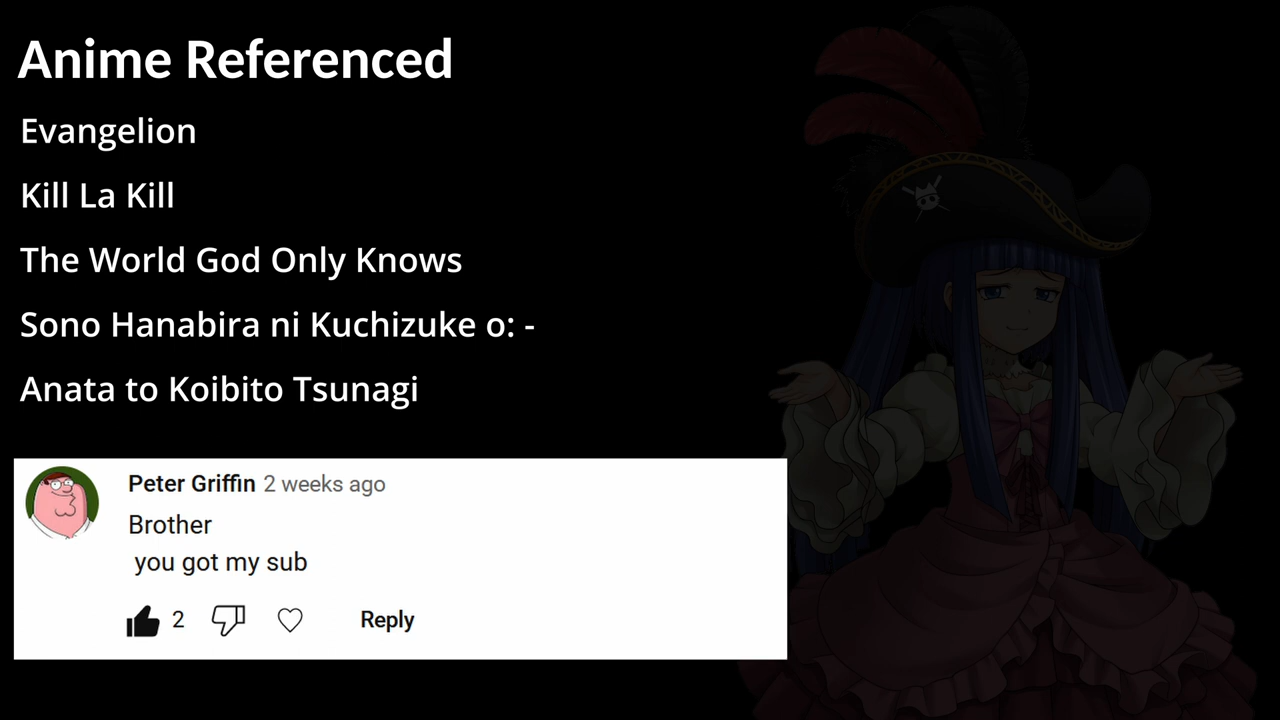 Anime Referenced
Evangelion
Kill La Kill
The World God Only Knows
Sono Hanabira ni Kuchizuke o: -
Anata to Koibito Tsunagi
Peter Griffin 2 weeks ago
Brother
you got my sub
2 Reply